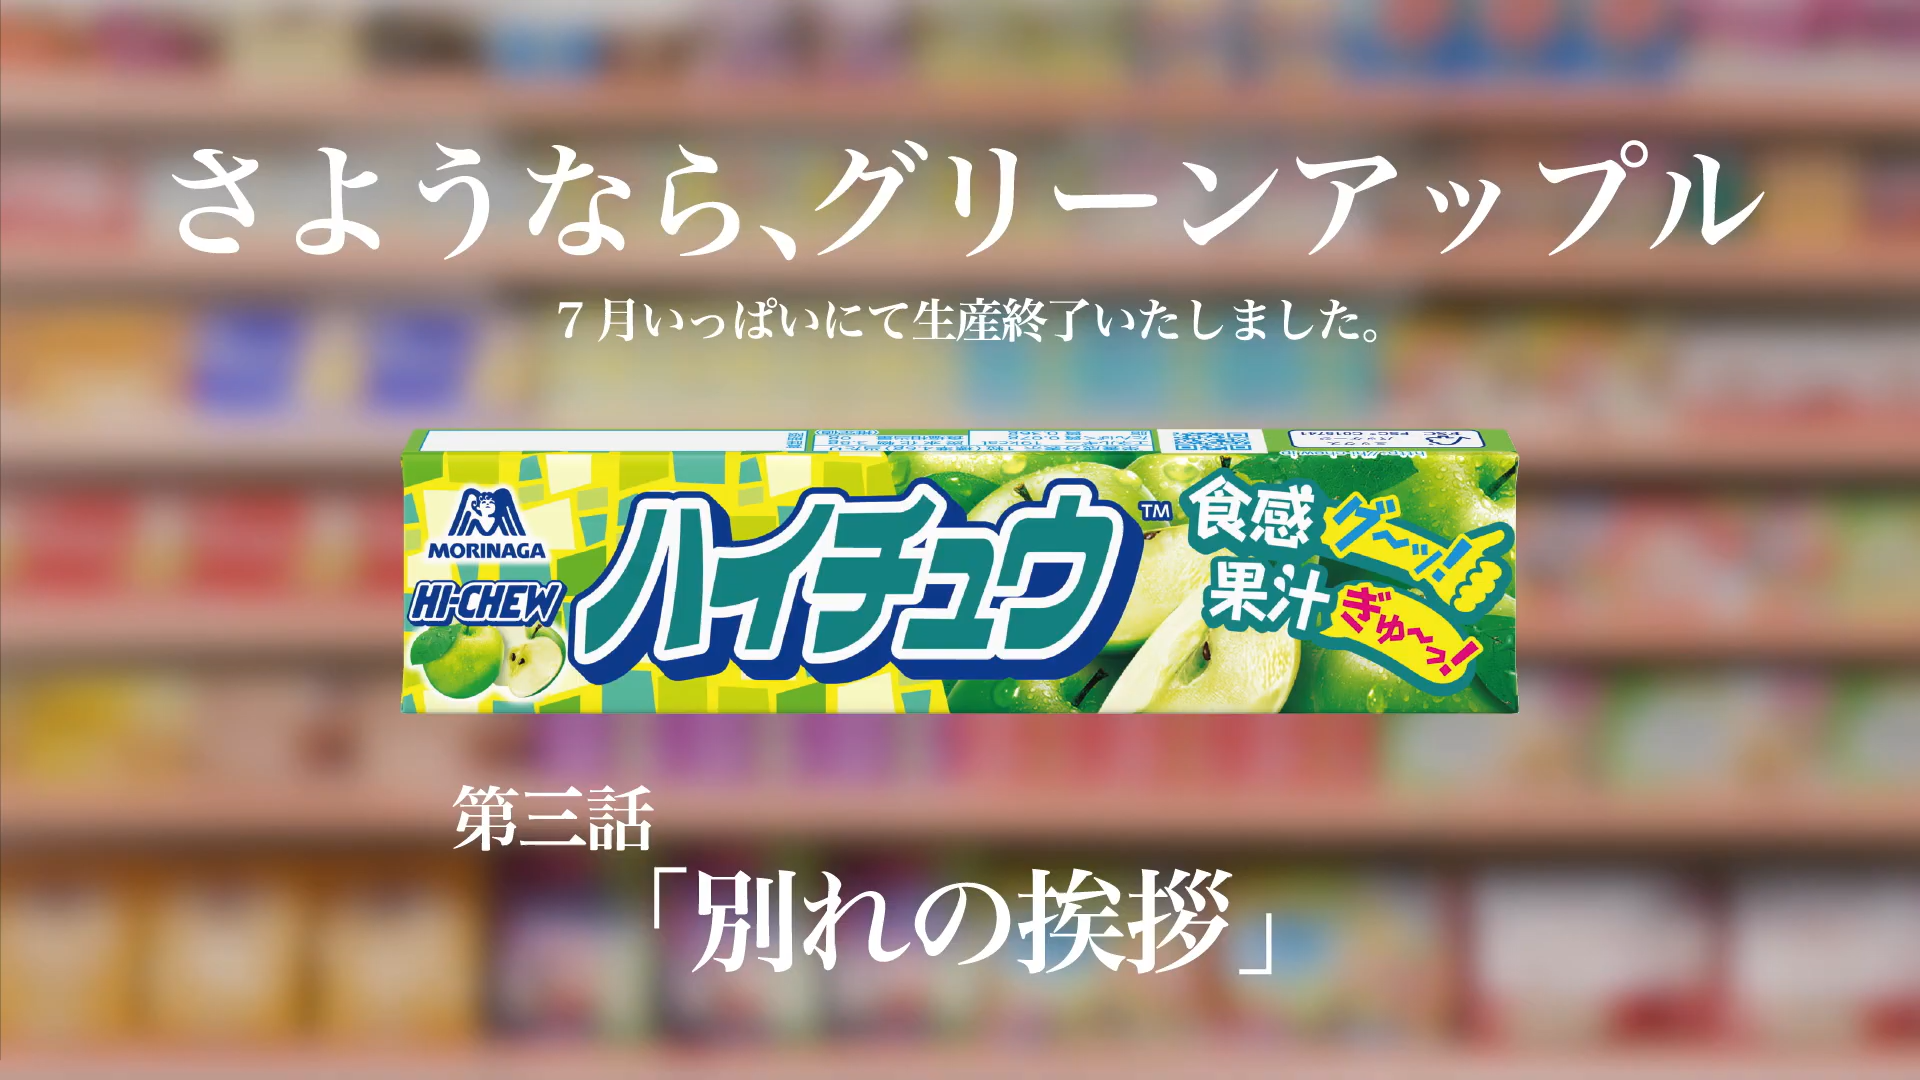 さようなら、グリーンアップル
７月いっぱいにて生産終了いたしました。
MORINAGA
HI-CHEW
ハイチュウ
TM
食感
グ〜ッ!
果汁
ぎゅ〜っ!
第三話
「別れの挨拶」